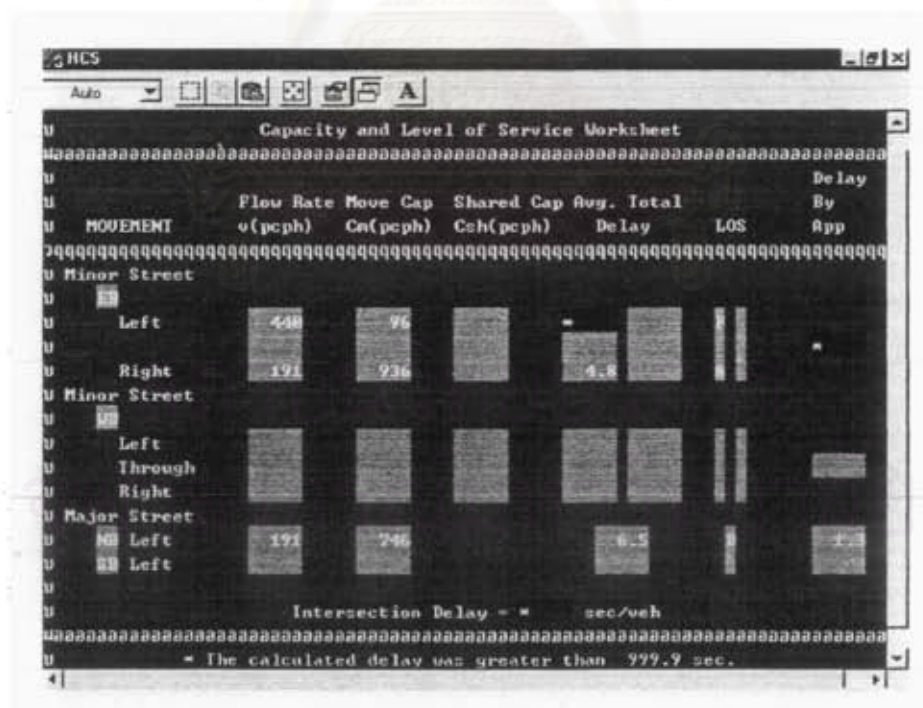 HCS
Auto A
Capacity and Level of Service Worksheet
Delay
Flow Rate Move Cap Shared Cap Avg. Total By
MOVEMENT v(pcph) Cm(pcph) Csh(pcph) Delay LOS App
Minor Street
Left 440 96 *
*
Right 191 936 4.8
Minor Street
WB
Left
Through
Right
Major Street
NB Left 191 746 6.5 B
SB Left
Intersection Delay = * sec/veh
* The calculated delay was greater than 999.9 sec.